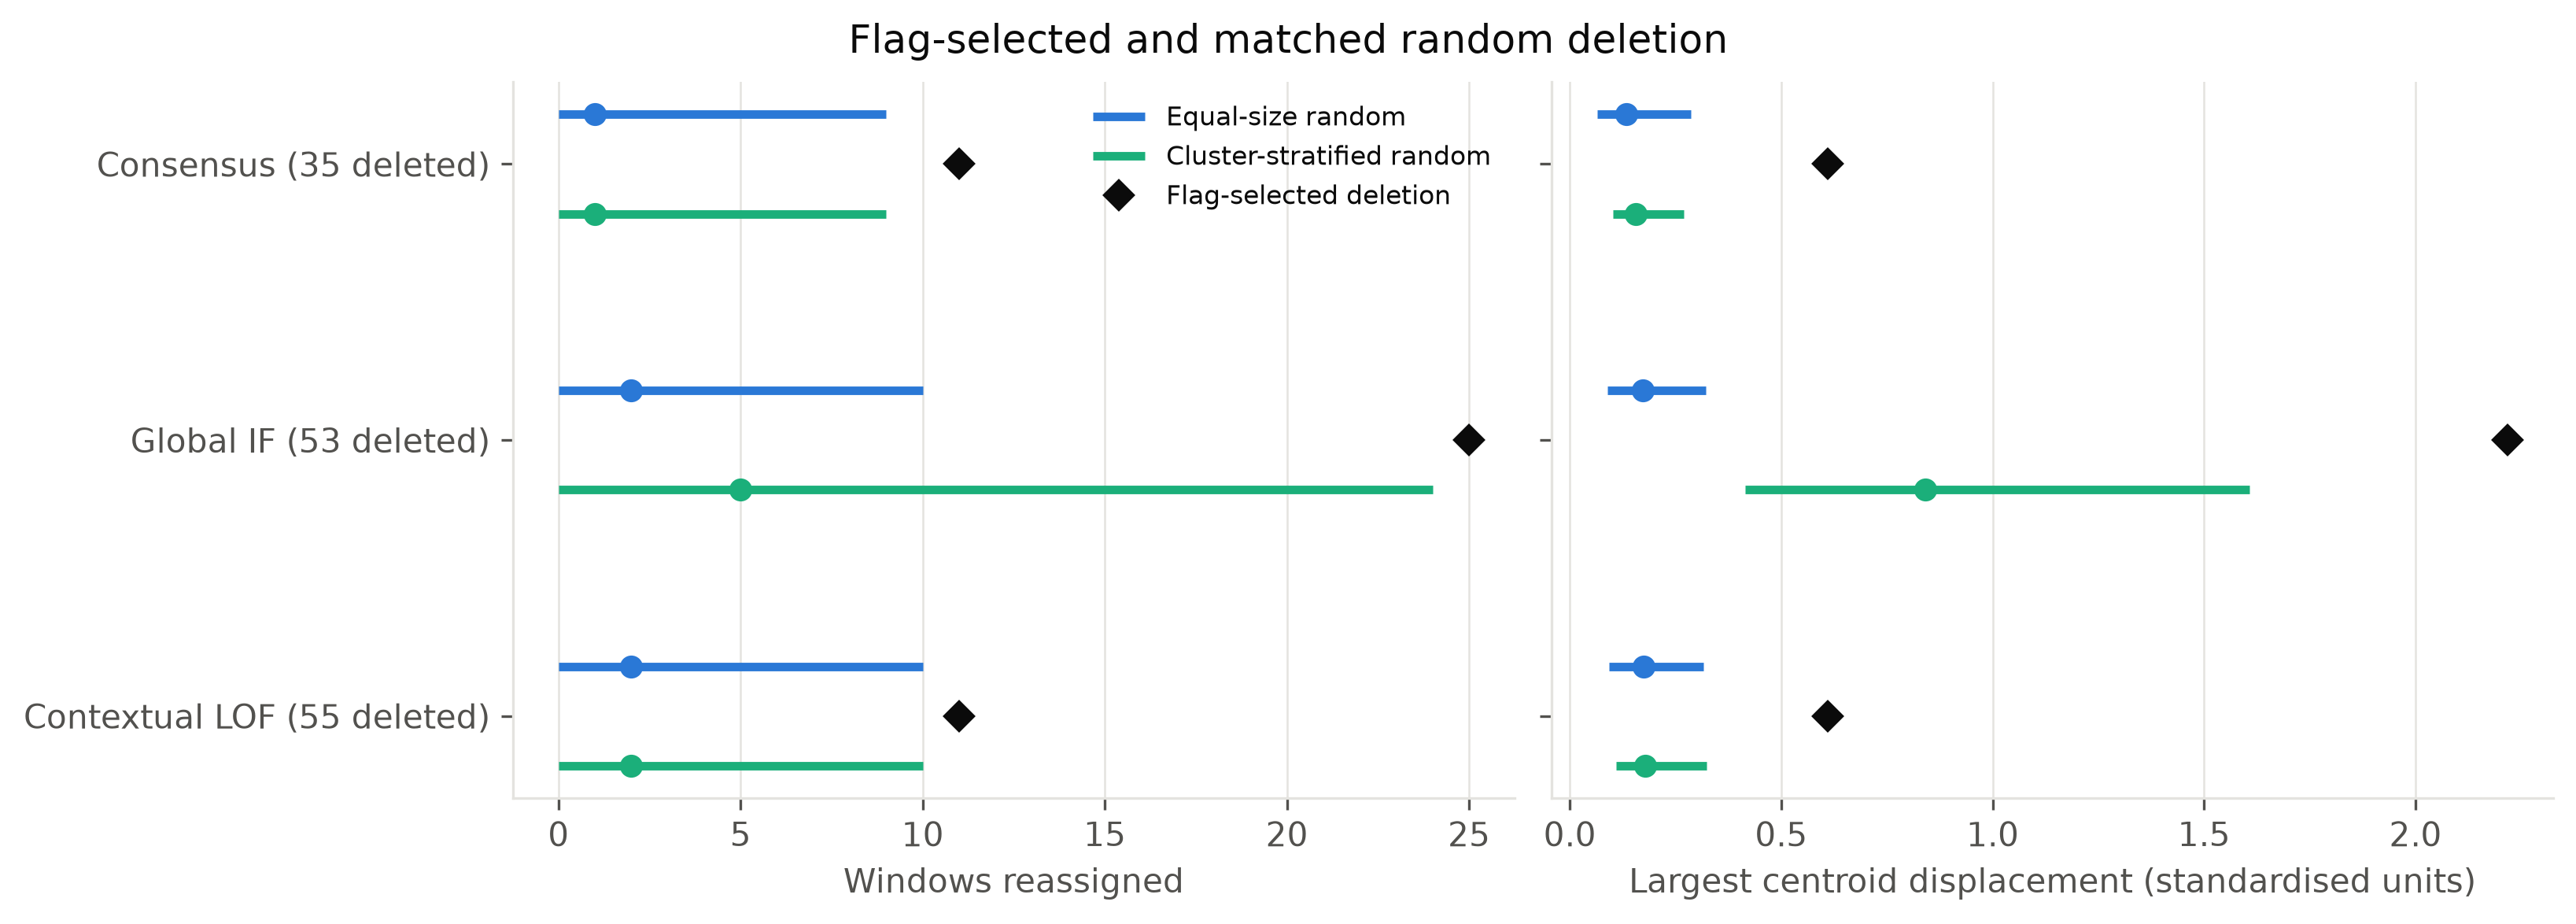 Flag-selected and matched random deletion
Equal-size random
Cluster-stratified random
Flag-selected deletion
Consensus (35 deleted)
Global IF (53 deleted)
Contextual LOF (55 deleted)
0 5 10 15 20 25
Windows reassigned
0.0 0.5 1.0 1.5 2.0
Largest centroid displacement (standardised units)